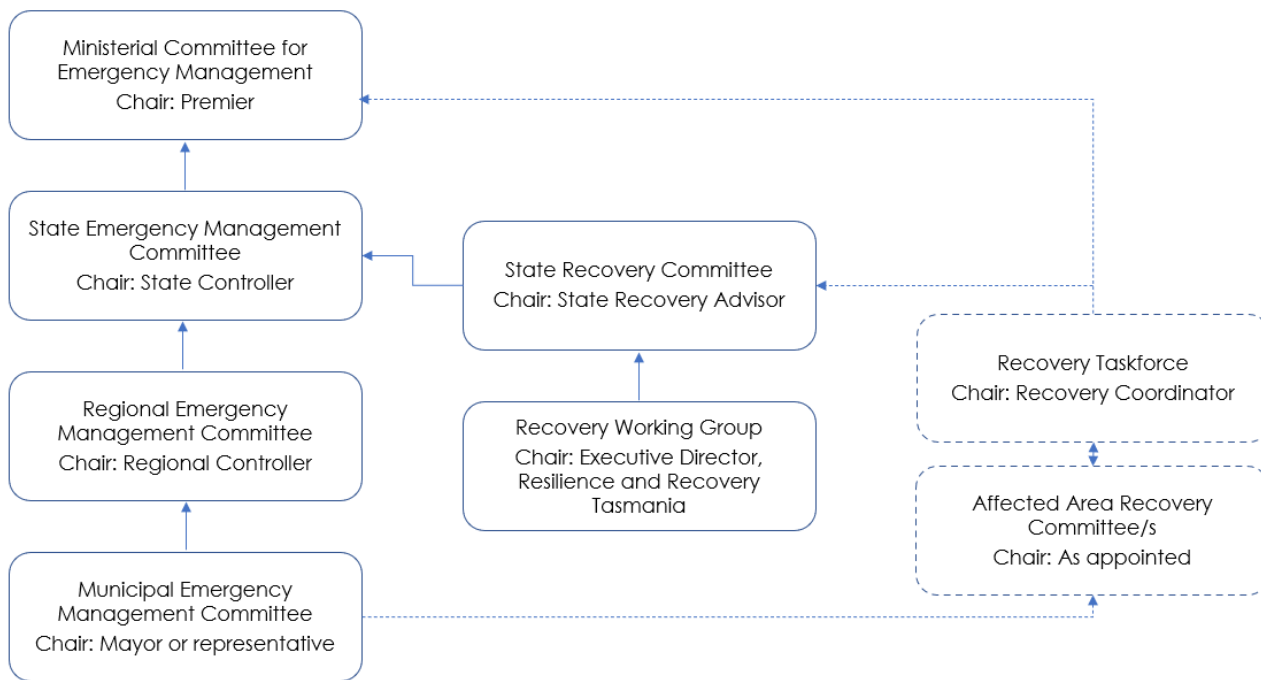 Ministerial Committee for
Emergency Management
Chair: Premier
State Emergency Management
Committee
Chair: State Controller
State Recovery Committee
Chair: State Recovery Advisor
Recovery Taskforce
Chair: Recovery Coordinator
Regional Emergency
Management Committee
Chair: Regional Controller
Recovery Working Group
Chair: Executive Director,
Resilience and Recovery
Tasmania
Affected Area Recovery
Committee/s
Chair: As appointed
Municipal Emergency
Management Committee
Chair: Mayor or representative